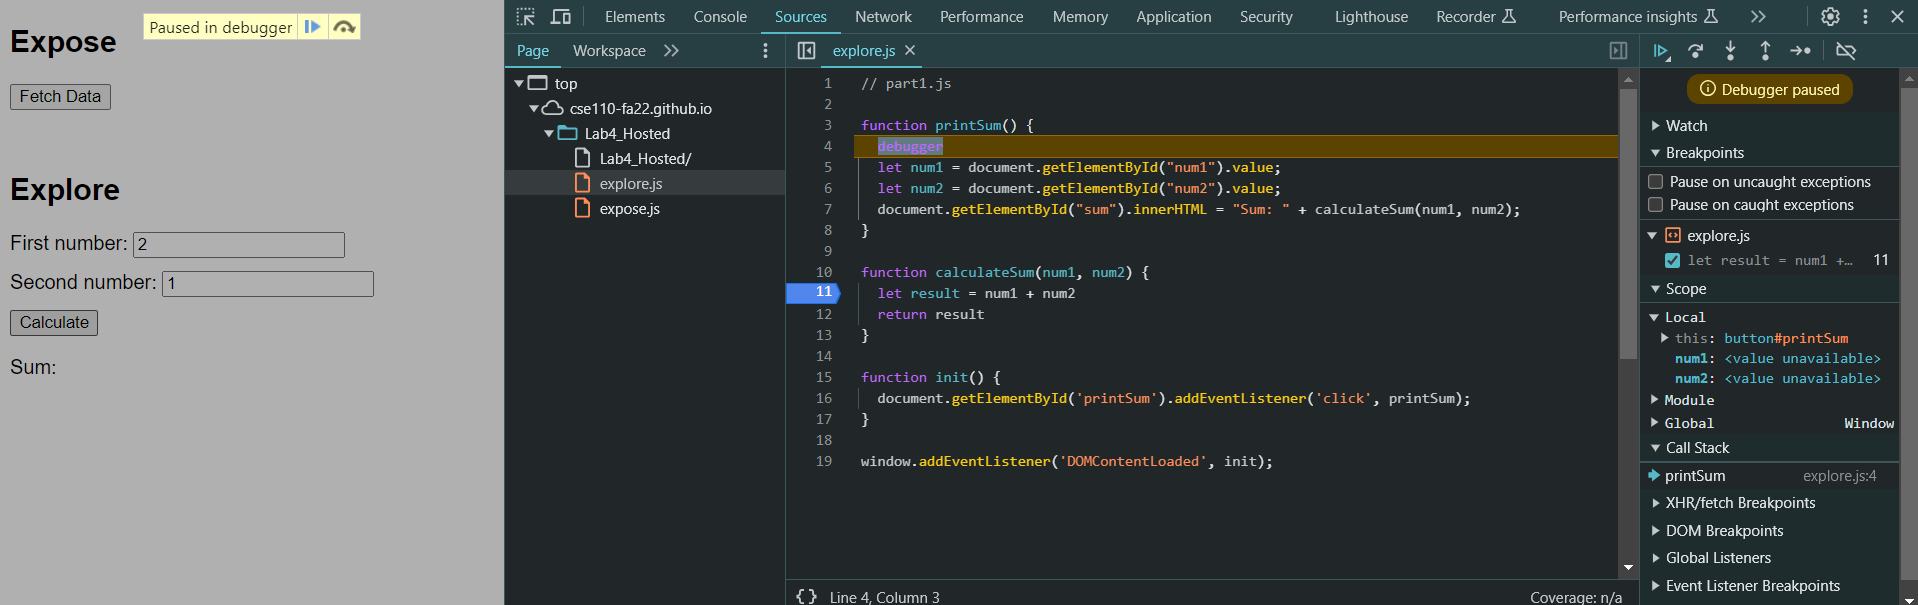 Expose
Paused in debugger
Fetch Data
Explore
First number: 2
Second number: 1
Calculate
Sum:
Elements Console Sources Network Performance Memory Application Security Lighthouse Recorder Performance insights
Page Workspace
top
cse110-fa22.github.io
Lab4_Hosted
Lab4_Hosted/
explore.js
expose.js
explore.js
1 // part1.js
2
3 function printSum() {
4 debugger
5 let num1 = document.getElementById("num1").value;
6 let num2 = document.getElementById("num2").value;
7 document.getElementById("sum").innerHTML = "Sum: " + calculateSum(num1, num2);
8 }
9
10 function calculateSum(num1, num2) {
11 let result = num1 + num2
12 return result
13 }
14
15 function init() {
16 document.getElementById('printSum').addEventListener('click', printSum);
17 }
18
19 window.addEventListener('DOMContentLoaded', init);
{} Line 4, Column 3 Coverage: n/a
Debugger paused
Watch
Breakpoints
Pause on uncaught exceptions
Pause on caught exceptions
explore.js
let result = num1 +… 11
Scope
Local
this: button#printSum
num1: <value unavailable>
num2: <value unavailable>
Module
Global Window
Call Stack
printSum explore.js:4
XHR/fetch Breakpoints
DOM Breakpoints
Global Listeners
Event Listener Breakpoints